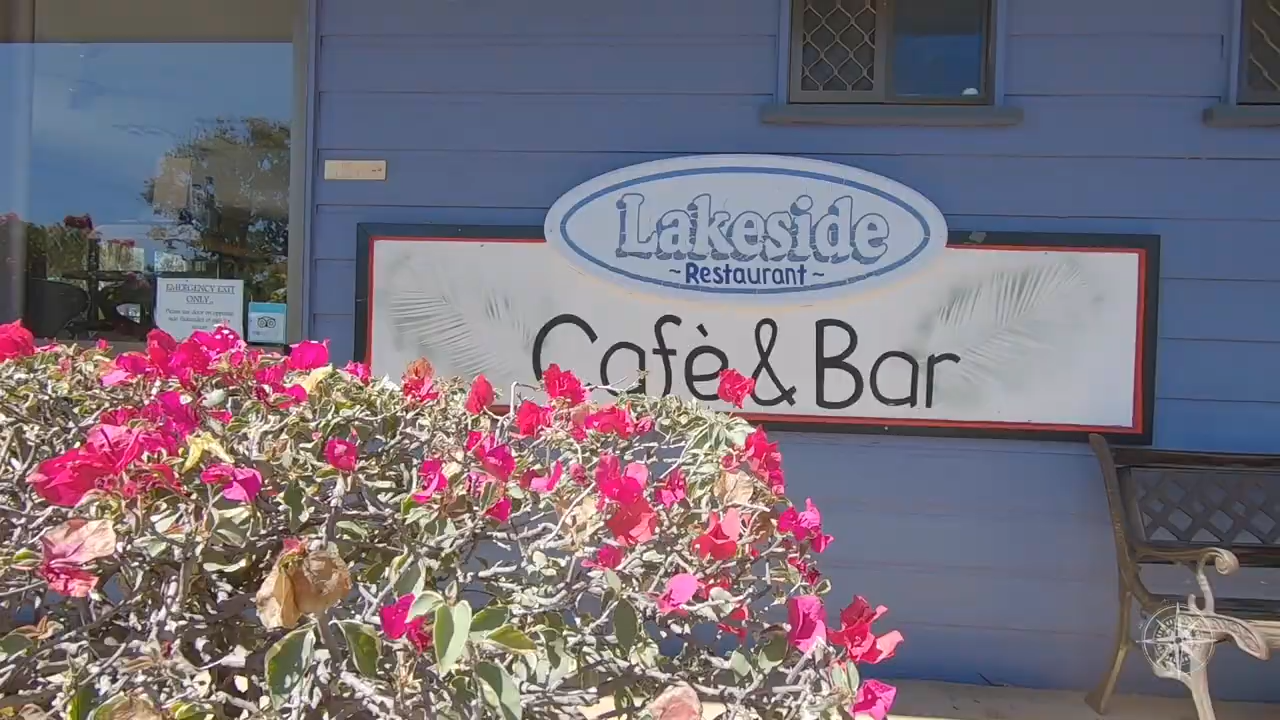 Lakeside
~Restaurant~
Cafè & Bar
EMERGENCY EXIT
ONLY..